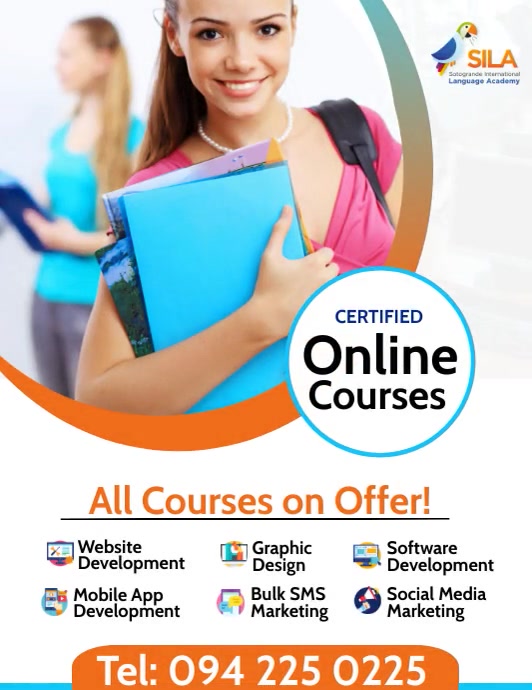 SILA
Sotogrande International
Language Academy
CERTIFIED
Online
Courses
All Courses on Offer!
Website
Development
Graphic
Design
Software
Development
Mobile App
Development
Bulk SMS
Marketing
Social Media
Marketing
Tel: 094 225 0225